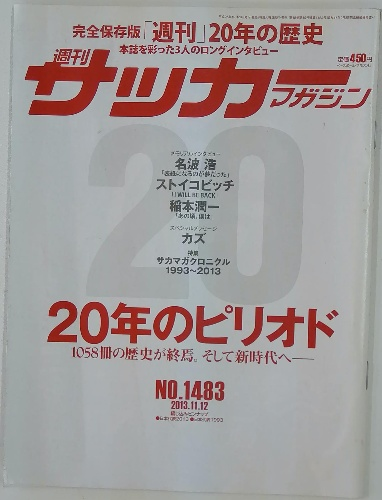 完全保存版「週刊」20年の歴史
本誌を彩った3人のロングインタビュー
週刊
サッカー
マガジン
定価450円
20
名波 浩
ストイコビッチ
I WILL BE BACK
稲本潤一
「あの頃、僕は」
スペシャルメッセージ
カズ
特集
サカマガクロニクル
1993〜2013
20年のピリオド
1058冊の歴史が終焉。そして新時代へ——
NO.1483
2013.11.12